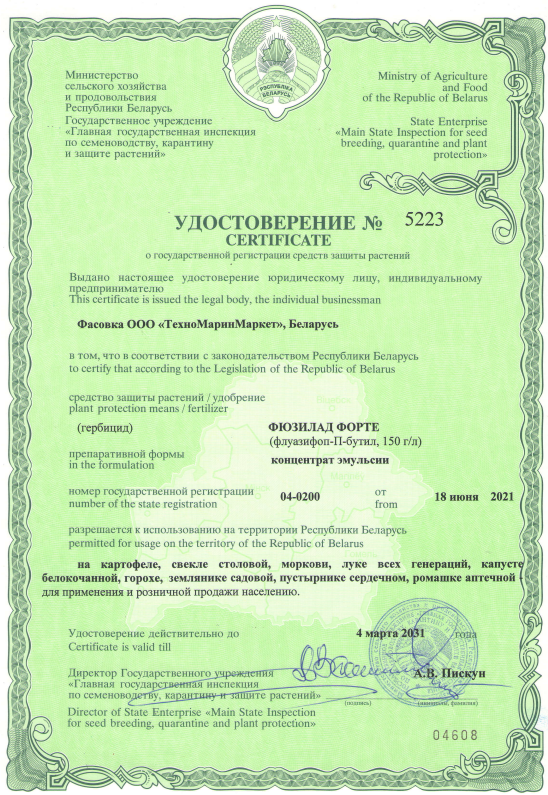 РЭСПУБЛІКА
БЕЛАРУСЬ
Министерство
сельского хозяйства
и продовольствия
Республики Беларусь
Государственное учреждение
«Главная государственная инспекция
по семеноводству, карантину
и защите растений»
Ministry of Agriculture
and Food
of the Republic of Belarus
State Enterprise
«Main State Inspection for seed
breeding, quarantine and plant
protection»
УДОСТОВЕРЕНИЕ № 5223
CERTIFICATE
о государственной регистрации средств защиты растений
Выдано настоящее удостоверение юридическому лицу, индивидуальному
предпринимателю
This certificate is issued the legal body, the individual businessman
Фасовка ООО «ТехноМаринМаркет», Беларусь
в том, что в соответствии с законодательством Республики Беларусь
to certify that according to the Legislation of the Republic of Belarus
средство защиты растений / удобрение
plant protection means / fertilizer
(гербицид) ФЮЗИЛАД ФОРТЕ
(флуазифоп-П-бутил, 150 г/л)
препаративной формы
in the formulation
концентрат эмульсии
номер государственной регистрации 04-0200 от 18 июня 2021
number of the state registration from
разрешается к использованию на территории Республики Беларусь
permitted for usage on the territory of the Republic of Belarus
на картофеле, свекле столовой, моркови, луке всех генераций, капусте
белокочанной, горохе, землянике садовой, пустырнике сердечном, ромашке аптечной -
для применения и розничной продажи населению.
Удостоверение действительно до 4 марта 2031 года
Certificate is valid till
Директор Государственного учреждения А.В. Пискун
«Главная государственная инспекция
по семеноводству, карантину и защите растений»
(подпись) (инициалы, фамилия)
Director of State Enterprise «Main State Inspection
for seed breeding, quarantine and plant protection»
04608